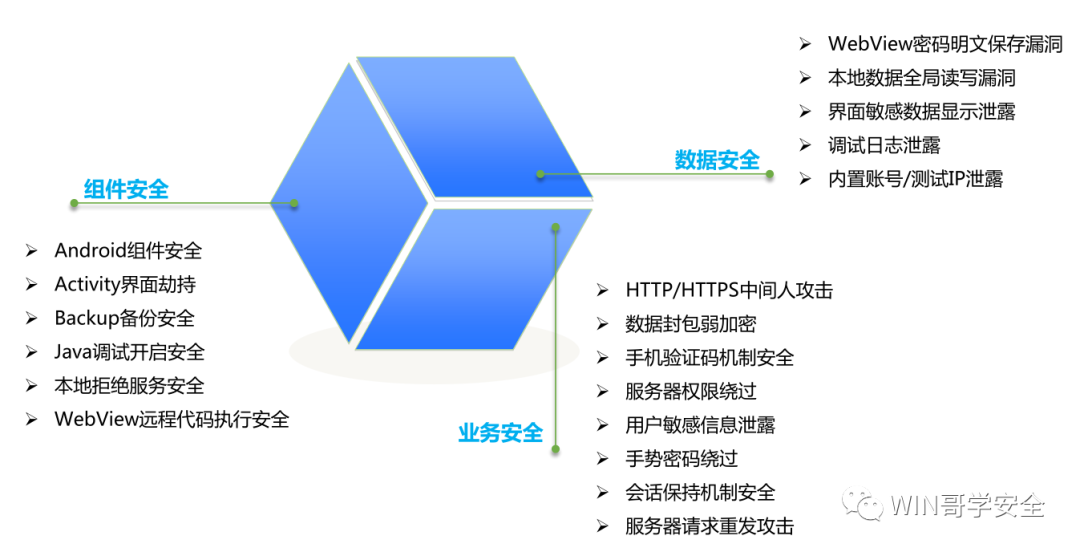 组件安全
Android组件安全
Activity界面劫持
Backup备份安全
Java调试开启安全
本地拒绝服务安全
WebView远程代码执行安全
数据安全
WebView密码明文保存漏洞
本地数据全局读写漏洞
界面敏感数据显示泄露
调试日志泄露
内置账号/测试IP泄露
业务安全
HTTP/HTTPS中间人攻击
数据封包弱加密
手机验证码机制安全
服务器权限绕过
用户敏感信息泄露
手势密码绕过
会话保持机制安全
服务器请求重发攻击
WIN哥学安全